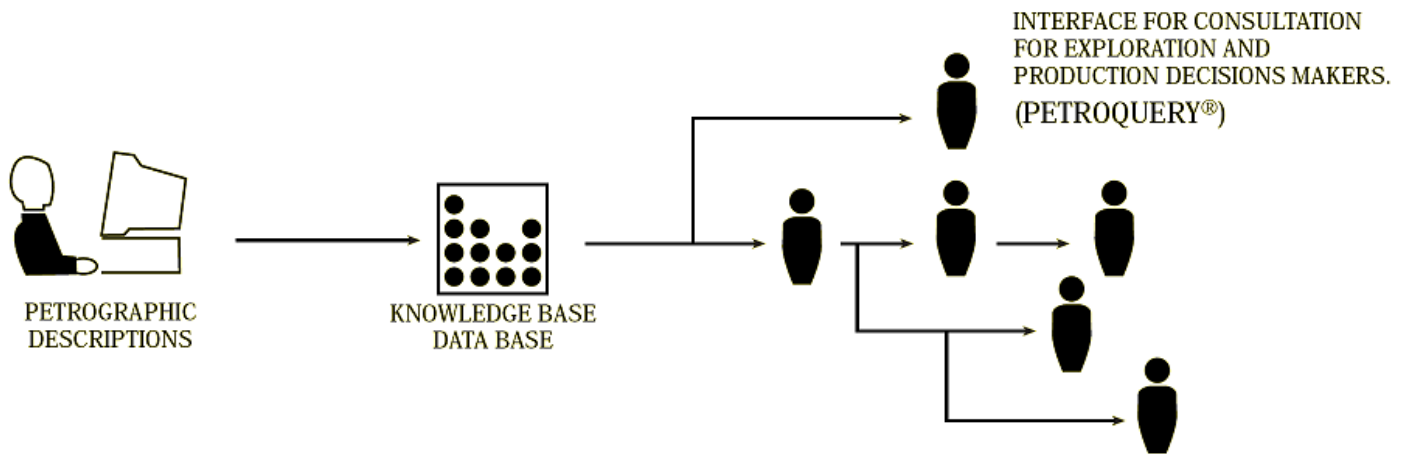 INTERFACE FOR CONSULTATION
FOR EXPLORATION AND
PRODUCTION DECISIONS MAKERS.
(PETROQUERY®)
PETROGRAPHIC
DESCRIPTIONS
KNOWLEDGE BASE
DATA BASE